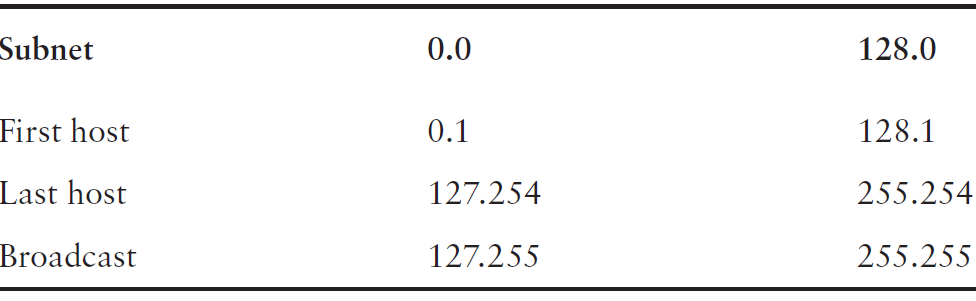 Subnet 0.0 128.0
First host 0.1 128.1
Last host 127.254 255.254
Broadcast 127.255 255.255